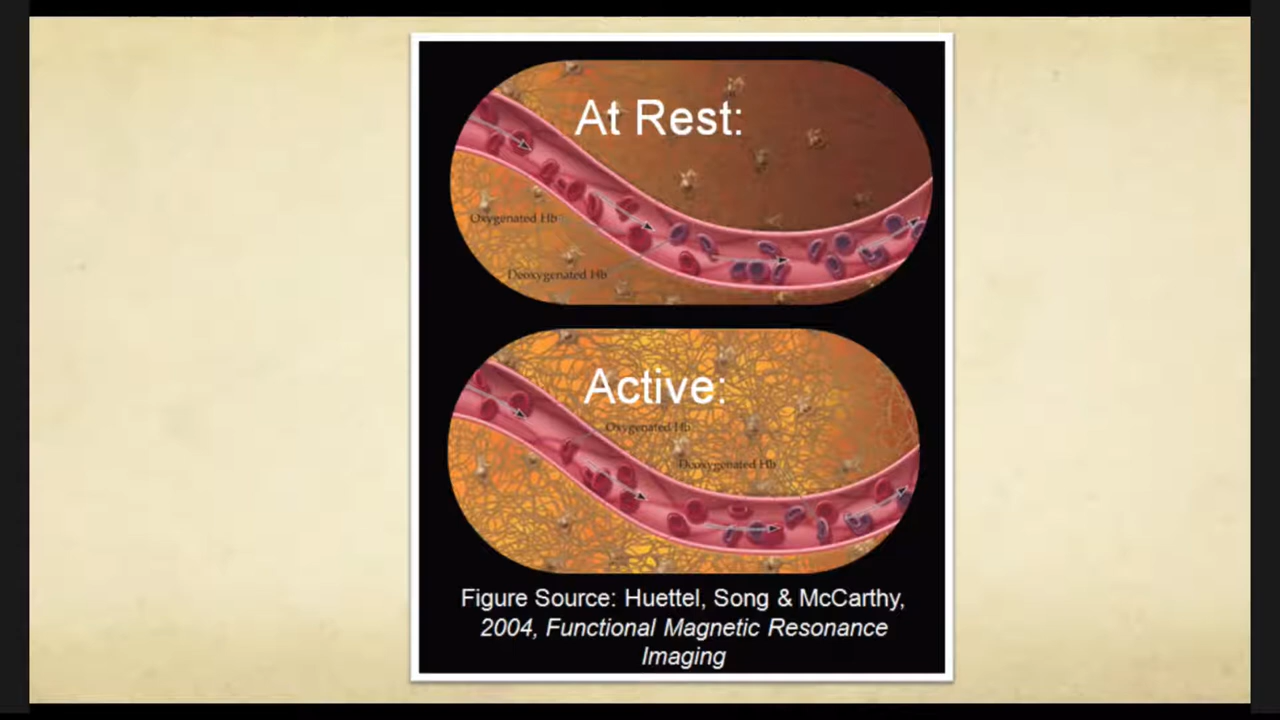 At Rest:
Oxygenated Hb
Deoxygenated Hb
Active:
Oxygenated Hb
Deoxygenated Hb
Figure Source: Huettel, Song & McCarthy,
2004, Functional Magnetic Resonance
Imaging